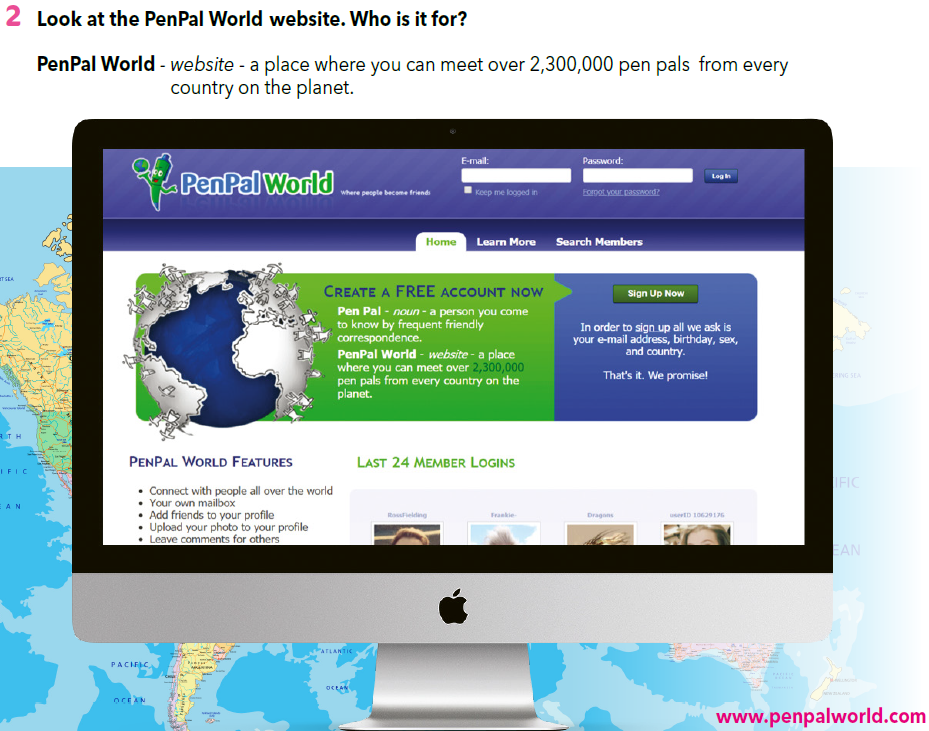 2 Look at the PenPal World website. Who is it for?
PenPal World - website - a place where you can meet over 2,300,000 pen pals from every
country on the planet.
E-mail:
Password:
PenPal World
Where people become friends
Log In
Keep me logged in
Forgot your password?
Home
Learn More
Search Members
CREATE A FREE ACCOUNT NOW
Pen Pal - noun - a person you come
to know by frequent friendly
correspondence.
PenPal World - website - a place
where you can meet over 2,300,000
pen pals from every country on the
planet.
Sign Up Now
In order to sign up all we ask is
your e-mail address, birthday, sex,
and country.
That's it. We promise!
PENPAL WORLD FEATURES
• Connect with people all over the world
• Your own mailbox
• Add friends to your profile
• Upload your photo to your profile
• Leave comments for others
LAST 24 MEMBER LOGINS
RossFielding
Frankie
Dragons
userID 10629176
PACIFIC
OCEAN
ATLANTIC
OCEAN
www.penpalworld.com